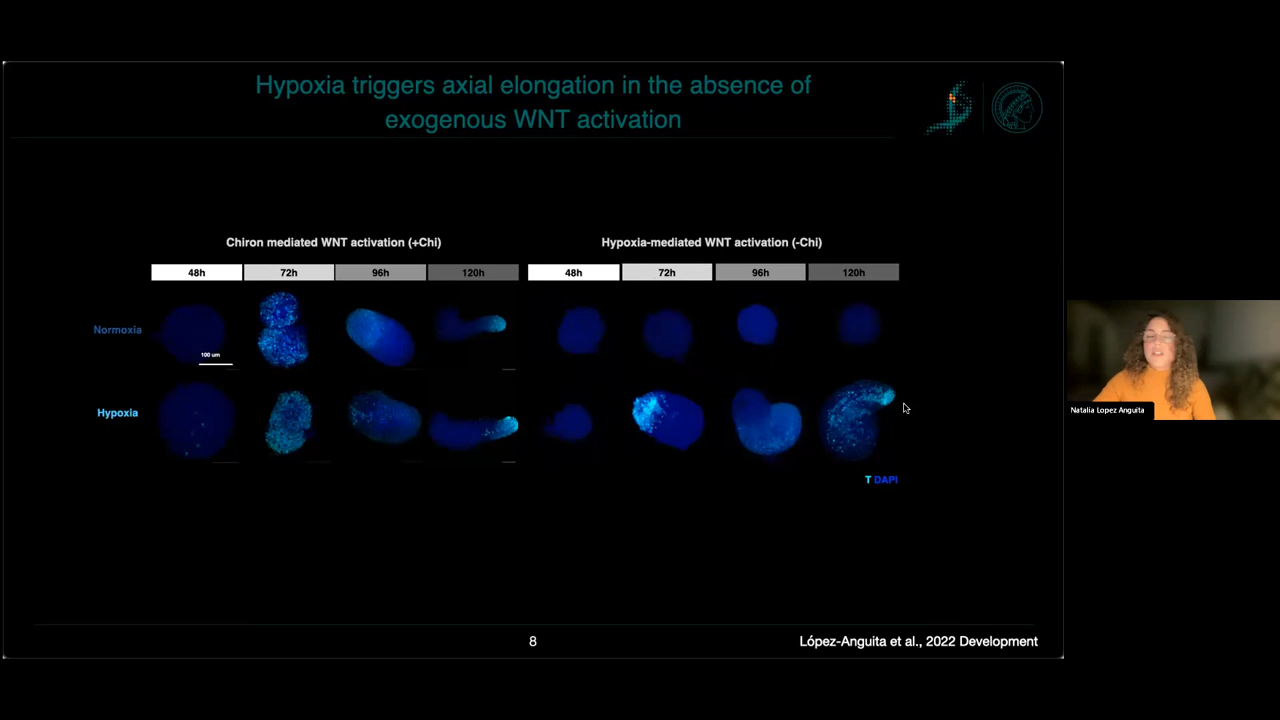 Hypoxia triggers axial elongation in the absence of
exogenous WNT activation
Chiron mediated WNT activation (+Chi)
Hypoxia-mediated WNT activation (-Chi)
48h 72h 96h 120h 48h 72h 96h 120h
Normoxia
100 um
Hypoxia
T DAPI
8
López-Anguita et al., 2022 Development
Natalia Lopez Anguita